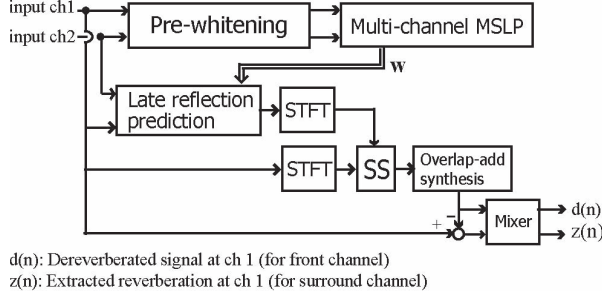 input ch1
input ch2
Pre-whitening
Multi-channel MSLP
w
Late reflection
prediction
STFT
STFT
SS
Overlap-add
synthesis
−
+
Mixer
d(n)
z(n)
d(n): Dereverberated signal at ch 1 (for front channel)
z(n): Extracted reverberation at ch 1 (for surround channel)